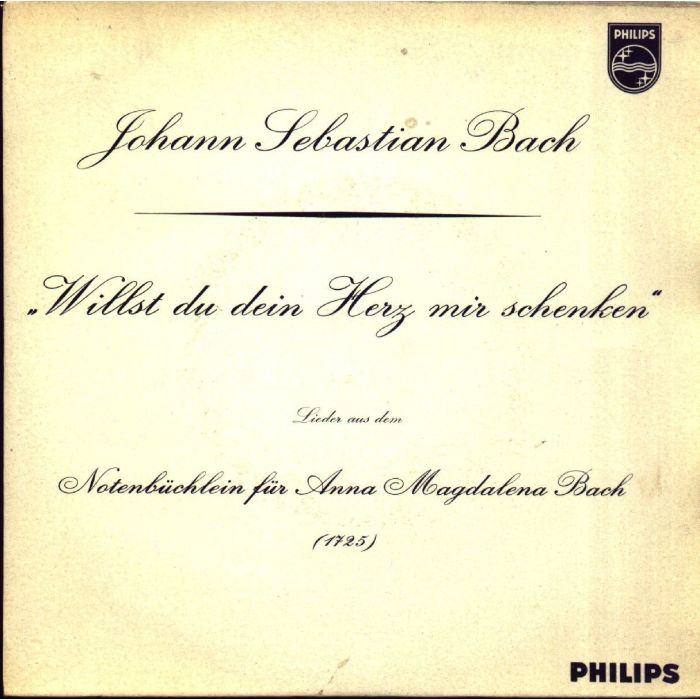 PHILIPS
Johann Sebastian Bach
„Willst du dein Herz mir schenken“
Lieder aus dem
Notenbüchlein für Anna Magdalena Bach
(1725)
PHILIPS